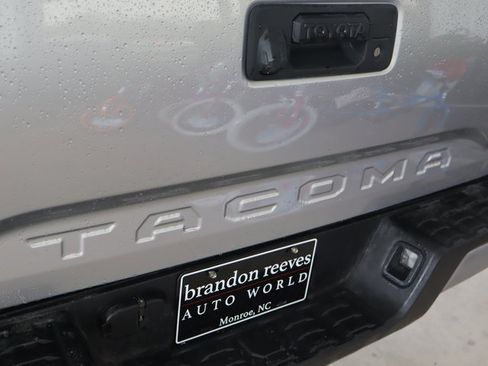 TOYOTA
TACOMA
brandon reeves
AUTO WORLD
Monroe, NC